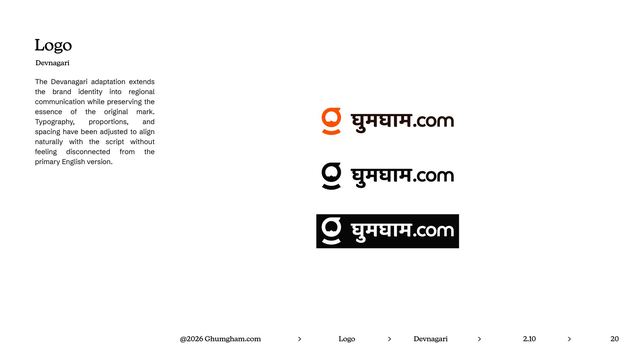 Logo
Devnagari
The Devanagari adaptation extends
the brand identity into regional
communication while preserving the
essence of the original mark.
Typography, proportions, and
spacing have been adjusted to align
naturally with the script without
feeling disconnected from the
primary English version.
घुमघाम.com
घुमघाम.com
घुमघाम.com
@2026 Ghumgham.com > Logo > Devnagari > 2.10 > 20